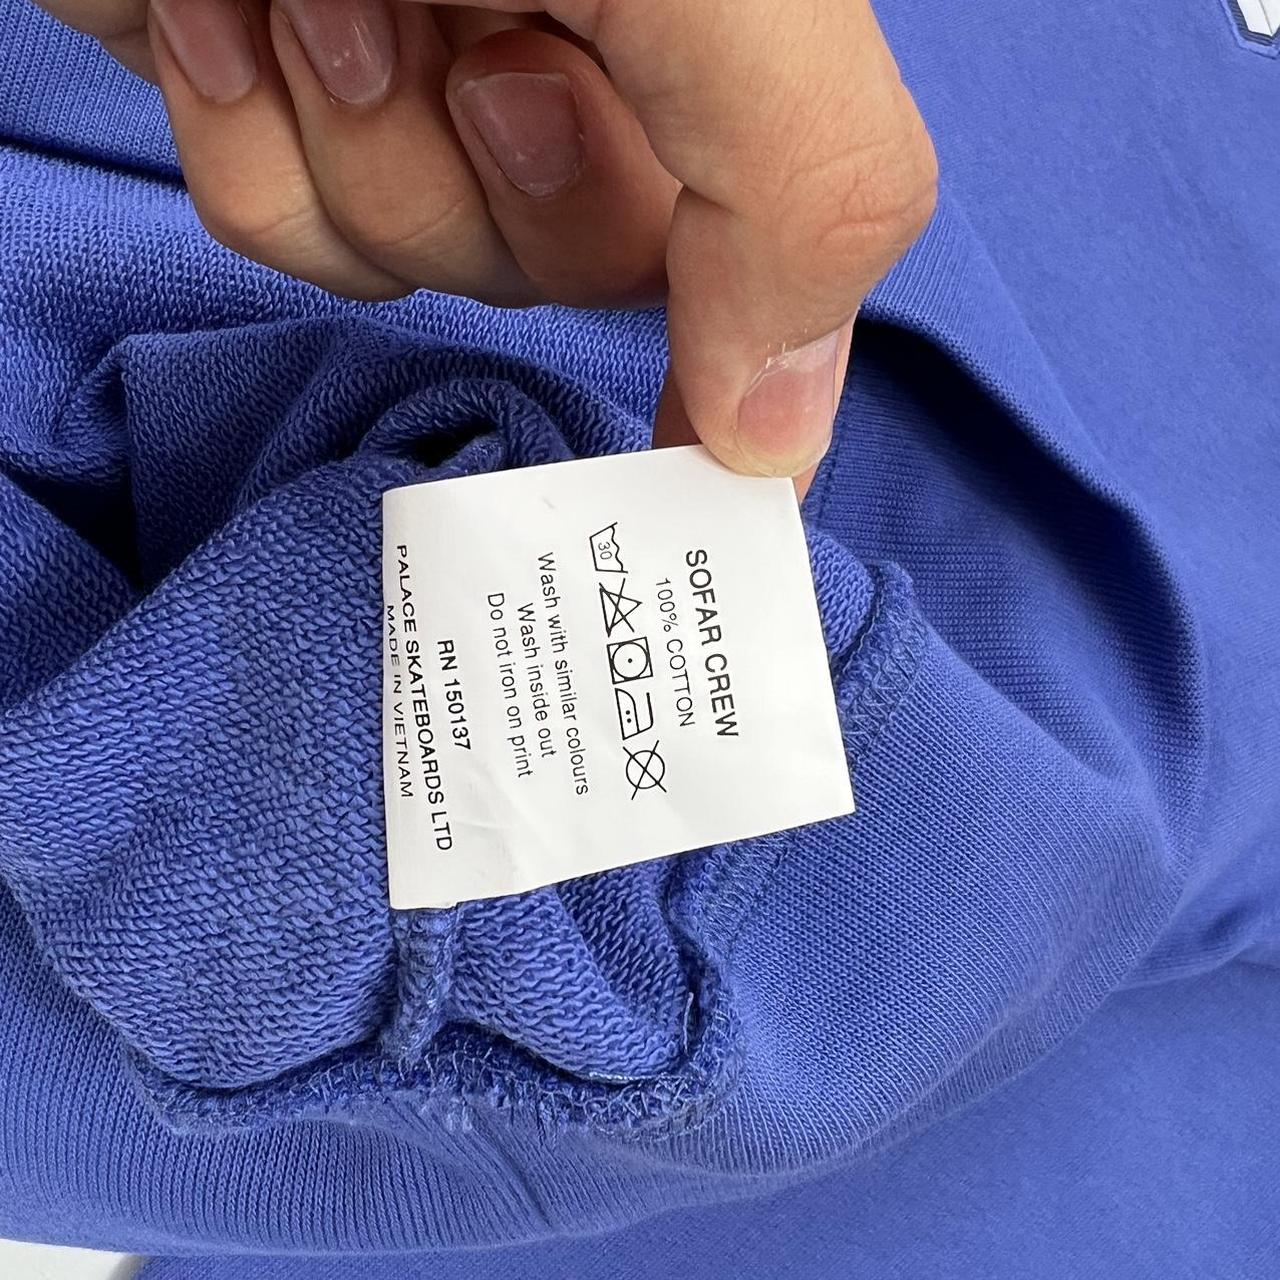 SOFAR CREW
100% COTTON
30
Wash with similar colours
Wash inside out
Do not iron on print
RN 150137
PALACE SKATEBOARDS LTD
MADE IN VIETNAM